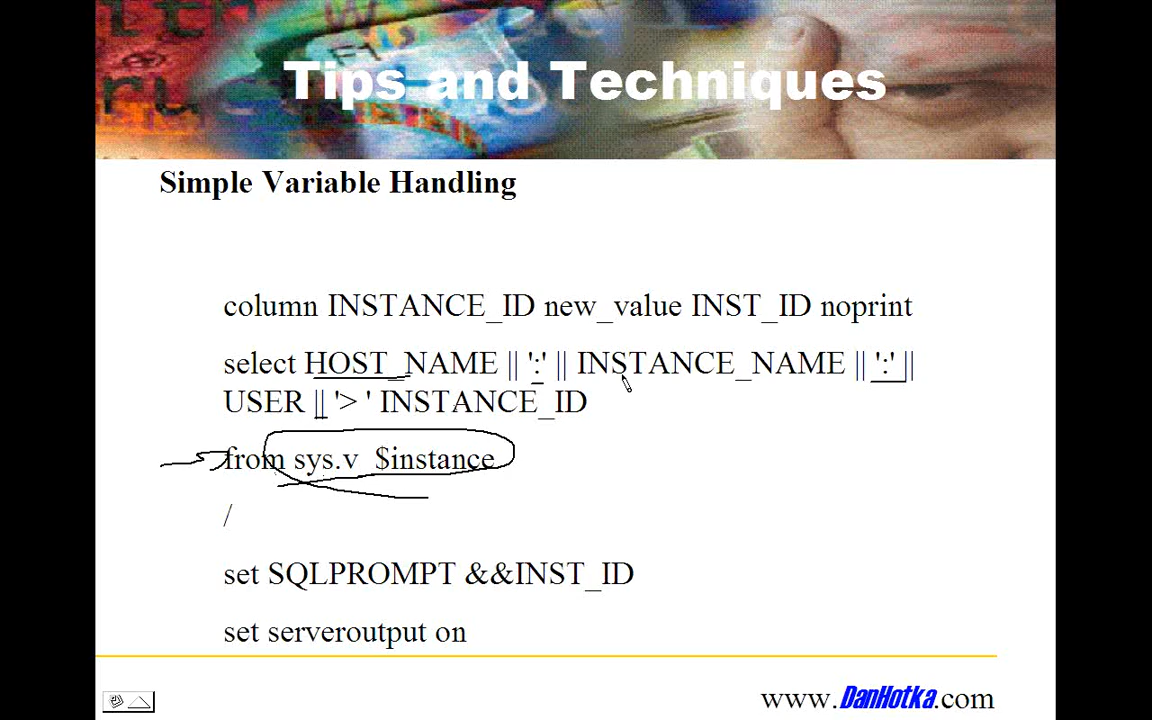 Tips and Techniques
Simple Variable Handling
column INSTANCE_ID new_value INST_ID noprint
select HOST_NAME || ':' || INSTANCE_NAME || ':' ||
USER || '> ' INSTANCE_ID
from sys.v $instance
/
set SQLPROMPT &&INST_ID
set serveroutput on
www.DanHotka.com